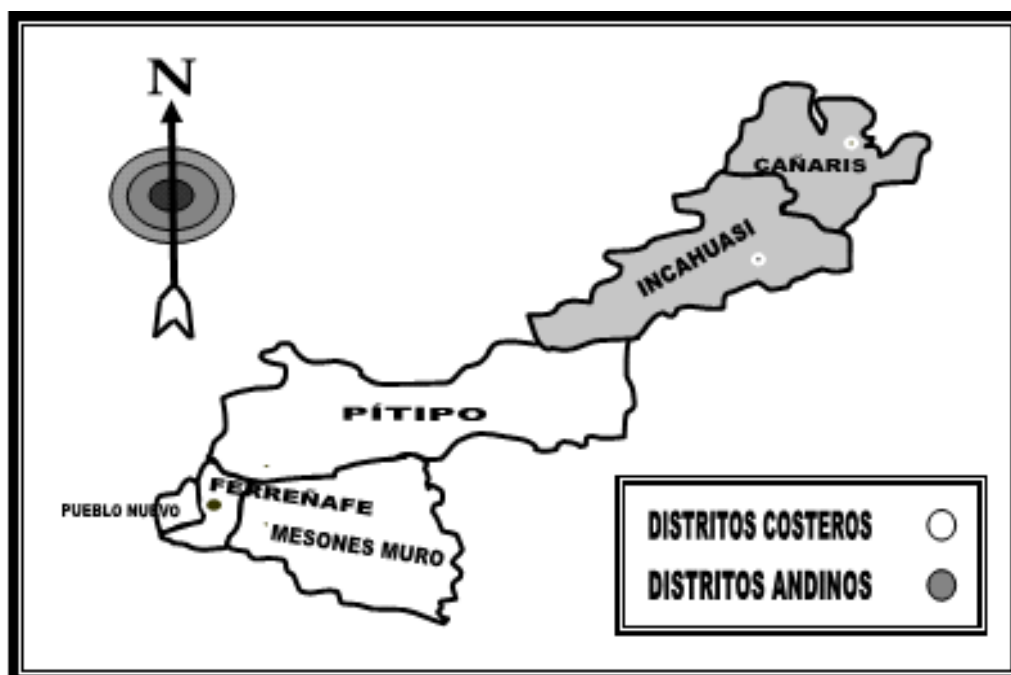 N
CAÑARIS
INCAHUASI
PÍTIPO
FERREÑAFE
PUEBLO NUEVO
MESONES MURO
DISTRITOS COSTEROS
DISTRITOS ANDINOS